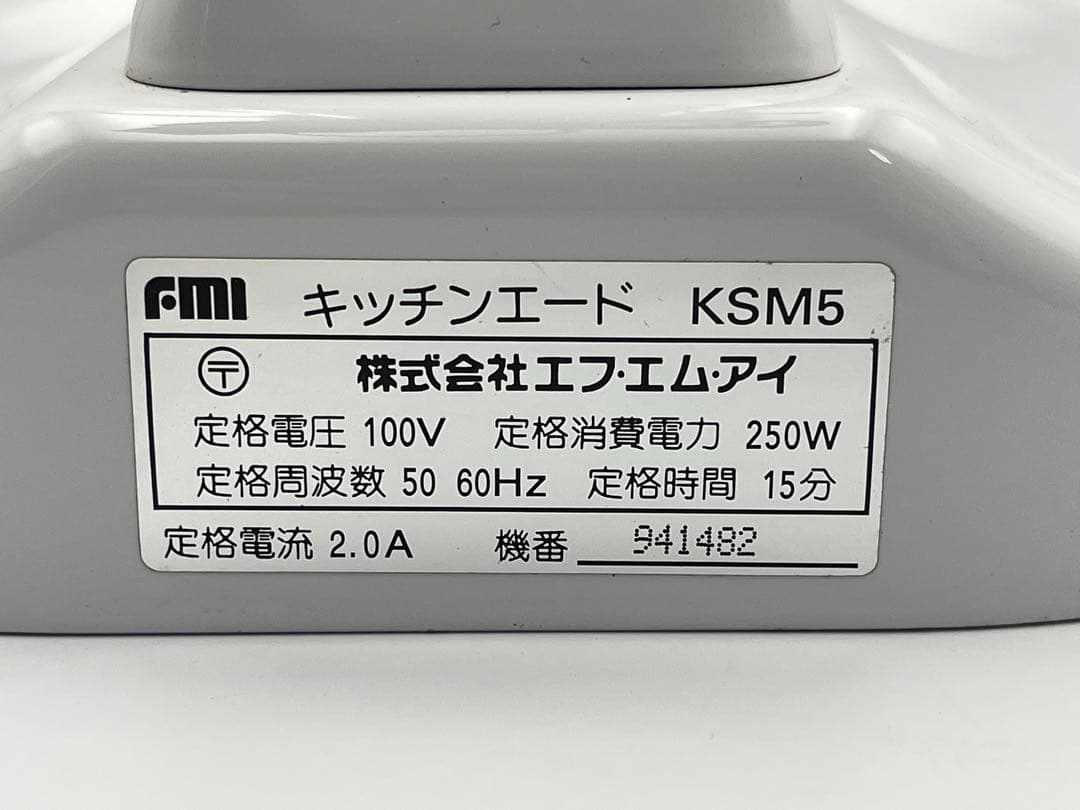 FMI キッチンエード KSM5
〒 株式会社エフ・エム・アイ
定格電圧 100V 定格消費電力 250W
定格周波数 50 60Hz 定格時間 15分
定格電流 2.0A 機番 941482